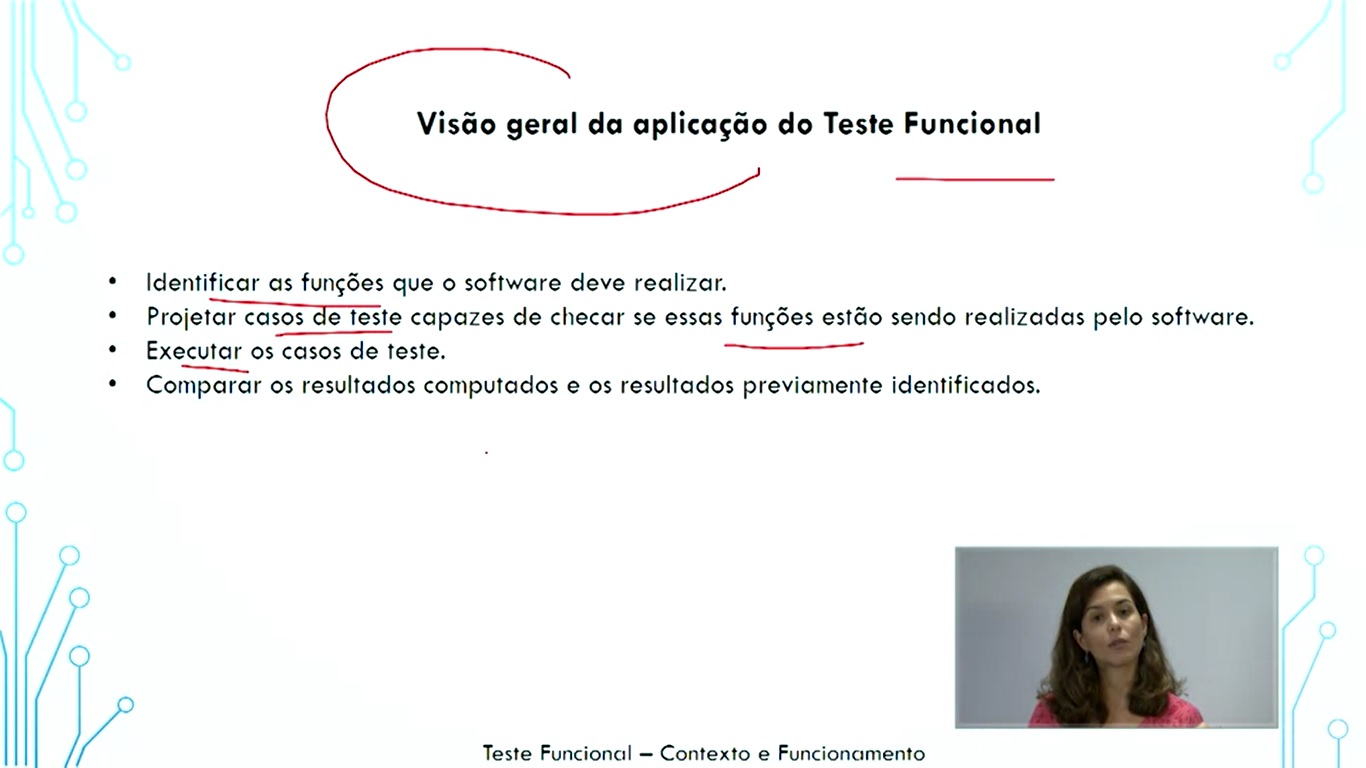 Visão geral da aplicação do Teste Funcional
• Identificar as funções que o software deve realizar.
• Projetar casos de teste capazes de checar se essas funções estão sendo realizadas pelo software.
• Executar os casos de teste.
• Comparar os resultados computados e os resultados previamente identificados.
Teste Funcional – Contexto e Funcionamento